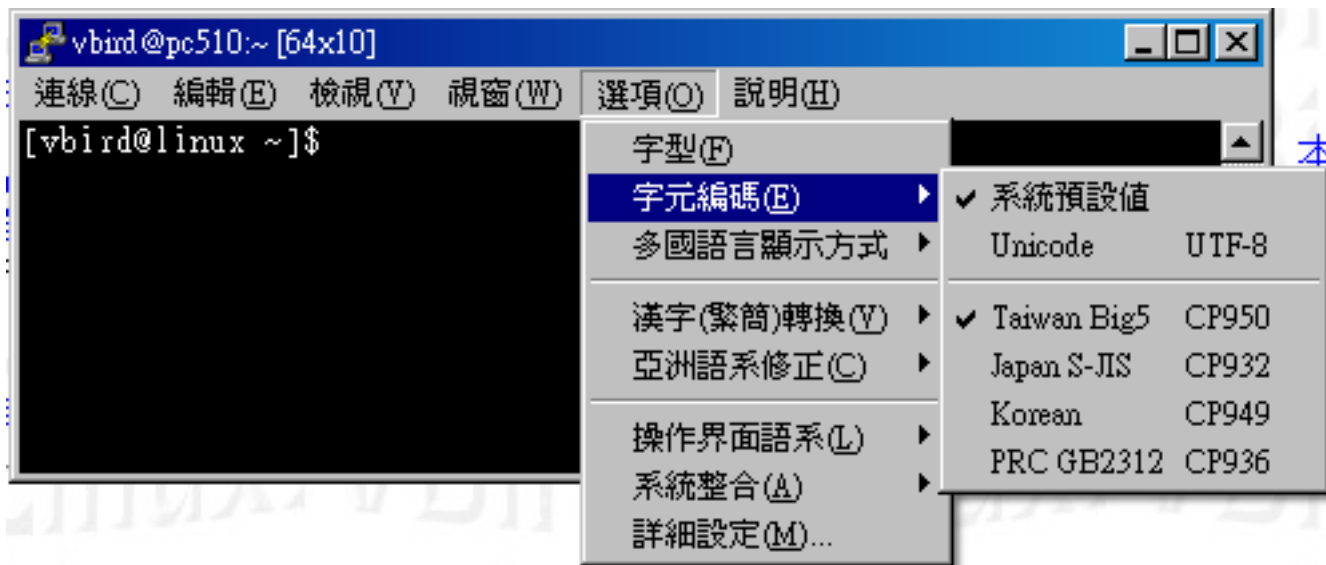 vbird@pc510:~ [64x10]
連線(C) 編輯(E) 檢視(V) 視窗(W) 選項(O) 說明(H)
[vbird@linux ~]$
字型(F)
字元編碼(E)
多國語言顯示方式
漢字(繁簡)轉換(V)
亞洲語系修正(C)
操作界面語系(L)
系統整合(A)
詳細設定(M)...
✔ 系統預設值
Unicode UTF-8
✔ Taiwan Big5 CP950
Japan S-JIS CP932
Korean CP949
PRC GB2312 CP936
本